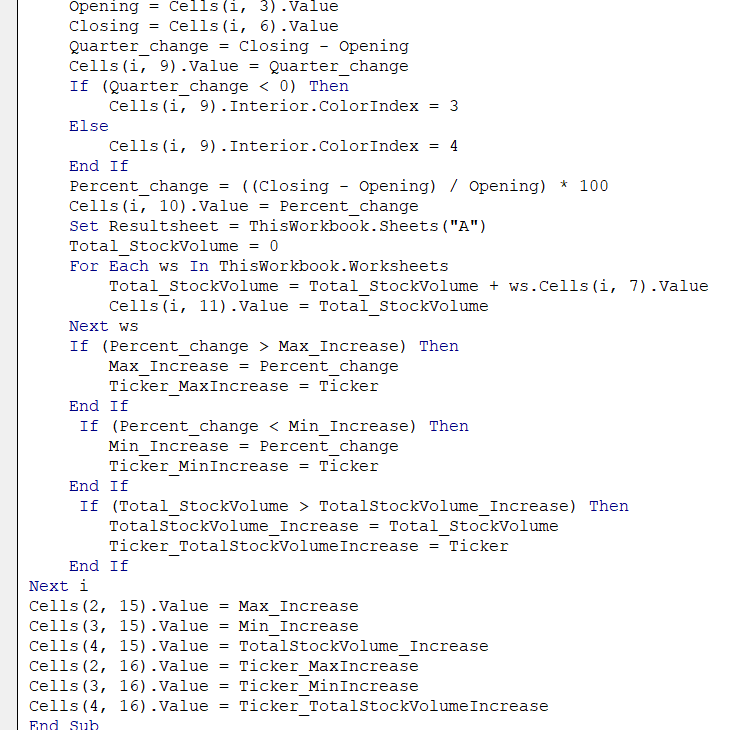 Opening = Cells(i, 3).Value
    Closing = Cells(i, 6).Value
    Quarter_change = Closing - Opening
    Cells(i, 9).Value = Quarter_change
    If (Quarter_change < 0) Then
        Cells(i, 9).Interior.ColorIndex = 3
    Else
        Cells(i, 9).Interior.ColorIndex = 4
    End If
    Percent_change = ((Closing - Opening) / Opening) * 100
    Cells(i, 10).Value = Percent_change
    Set Resultsheet = ThisWorkbook.Sheets("A")
    Total_StockVolume = 0
    For Each ws In ThisWorkbook.Worksheets
        Total_StockVolume = Total_StockVolume + ws.Cells(i, 7).Value
        Cells(i, 11).Value = Total_StockVolume
    Next ws
    If (Percent_change > Max_Increase) Then
        Max_Increase = Percent_change
        Ticker_MaxIncrease = Ticker
    End If
     If (Percent_change < Min_Increase) Then
        Min_Increase = Percent_change
        Ticker_MinIncrease = Ticker
    End If
     If (Total_StockVolume > TotalStockVolume_Increase) Then
        TotalStockVolume_Increase = Total_StockVolume
        Ticker_TotalStockVolumeIncrease = Ticker
    End If
Next i
Cells(2, 15).Value = Max_Increase
Cells(3, 15).Value = Min_Increase
Cells(4, 15).Value = TotalStockVolume_Increase
Cells(2, 16).Value = Ticker_MaxIncrease
Cells(3, 16).Value = Ticker_MinIncrease
Cells(4, 16).Value = Ticker_TotalStockVolumeIncrease
End Sub